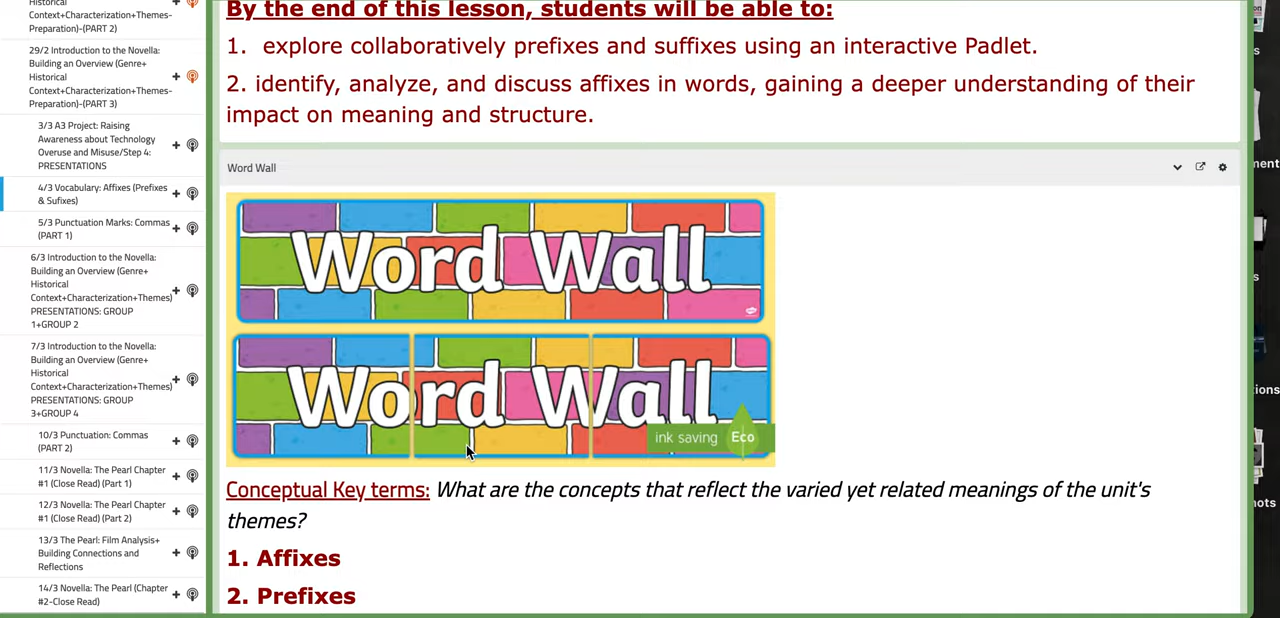 Historical
Context+Characterization+Themes-
Preparation)-(PART 2)
29/2 Introduction to the Novella:
Building an Overview (Genre+
Historical
Context+Characterization+Themes-
Preparation)-(PART 3)
3/3 A3 Project: Raising
Awareness about Technology
Overuse and Misuse/Step 4:
PRESENTATIONS
4/3 Vocabulary: Affixes (Prefixes
& Sufixes)
5/3 Punctuation Marks: Commas
(PART 1)
6/3 Introduction to the Novella:
Building an Overview (Genre+
Historical
Context+Characterization+Themes)
PRESENTATIONS: GROUP
1+GROUP 2
7/3 Introduction to the Novella:
Building an Overview (Genre+
Historical
Context+Characterization+Themes)
PRESENTATIONS: GROUP
3+GROUP 4
10/3 Punctuation: Commas
(PART 2)
11/3 Novella: The Pearl Chapter
#1 (Close Read) (Part 1)
12/3 Novella: The Pearl Chapter
#1 (Close Read) (Part 2)
13/3 The Pearl: Film Analysis+
Building Connections and
Reflections
14/3 Novella: The Pearl (Chapter
#2-Close Read)
By the end of this lesson, students will be able to:
1. explore collaboratively prefixes and suffixes using an interactive Padlet.
2. identify, analyze, and discuss affixes in words, gaining a deeper understanding of their
impact on meaning and structure.
Word Wall
Word Wall
Word Wall
ink saving Eco
Conceptual Key terms: What are the concepts that reflect the varied yet related meanings of the unit's
themes?
1. Affixes
2. Prefixes